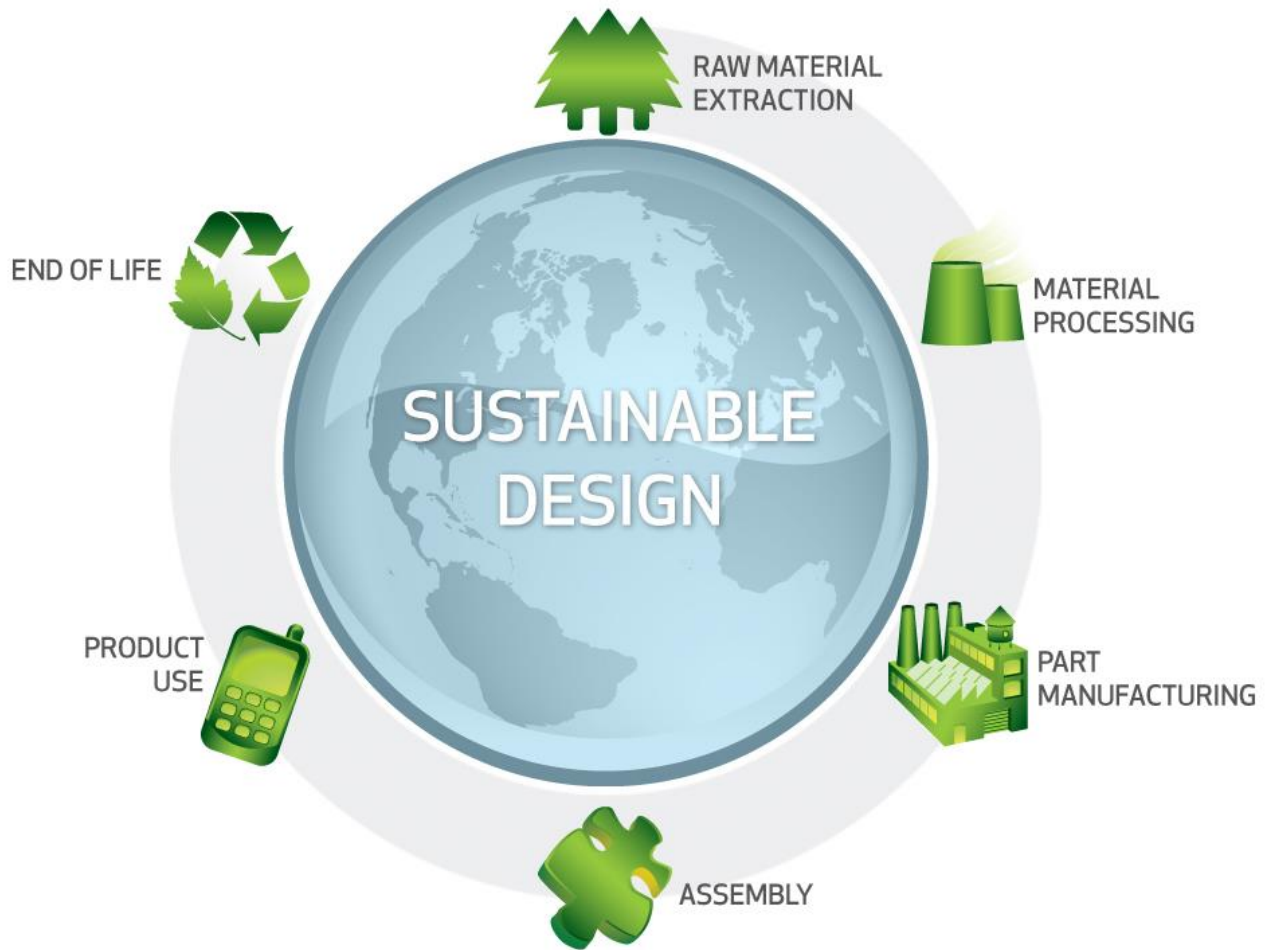 RAW MATERIAL
EXTRACTION
MATERIAL
PROCESSING
PART
MANUFACTURING
ASSEMBLY
PRODUCT
USE
END OF LIFE
SUSTAINABLE
DESIGN